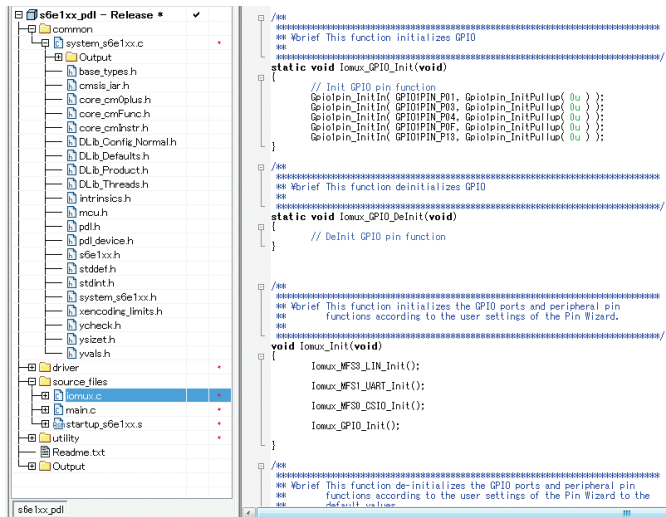 s6e1xx_pdl - Release *
common
system_s6e1xx.c
Output
base_types.h
cmsis_iar.h
core_cm0plus.h
core_cmFunc.h
core_cmInstr.h
DLib_Config_Normal.h
DLib_Defaults.h
DLib_Product.h
DLib_Threads.h
intrinsics.h
mcu.h
pdl.h
pdl_device.h
s6e1xx.h
stddef.h
stdint.h
system_s6e1xx.h
xencoding_limits.h
ycheck.h
ysizet.h
yvals.h
driver
source_files
iomux.c
main.c
startup_s6e1xx.s
utility
Readme.txt
Output
s6e1xx_pdl
/**
******************************************************************************
** ¥brief This function initializes GPIO
**
******************************************************************************/
static void Iomux_GPIO_Init(void)
{
// Init GPIO pin function
Gpio1pin_InitIn( GPIO1PIN_P01, Gpio1pin_InitPullup( 0u ) );
Gpio1pin_InitIn( GPIO1PIN_P03, Gpio1pin_InitPullup( 0u ) );
Gpio1pin_InitIn( GPIO1PIN_P04, Gpio1pin_InitPullup( 0u ) );
Gpio1pin_InitIn( GPIO1PIN_P0F, Gpio1pin_InitPullup( 0u ) );
Gpio1pin_InitIn( GPIO1PIN_P13, Gpio1pin_InitPullup( 0u ) );
}
/**
******************************************************************************
** ¥brief This function deinitializes GPIO
**
******************************************************************************/
static void Iomux_GPIO_DeInit(void)
{
// DeInit GPIO pin function
}
/**
******************************************************************************
** ¥brief This function initializes the GPIO ports and peripheral pin
** functions according to the user settings of the Pin Wizard.
**
******************************************************************************/
void Iomux_Init(void)
{
Iomux_MFS3_LIN_Init();
Iomux_MFS1_UART_Init();
Iomux_MFS0_CSIO_Init();
Iomux_GPIO_Init();
}
/**
******************************************************************************
** ¥brief This function de-initializes the GPIO ports and peripheral pin
** functions according to the user settings of the Pin Wizard to the
** default values